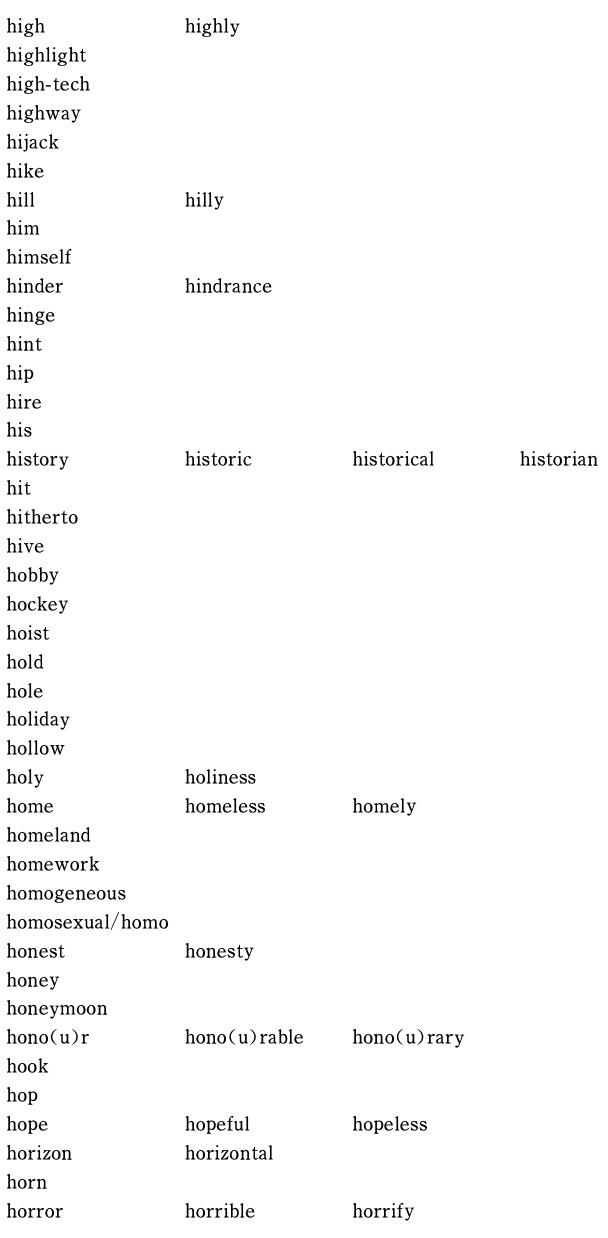 high highly
highlight
high-tech
highway
hijack
hike
hill hilly
him
himself
hinder hindrance
hinge
hint
hip
hire
his
history historic historical historian
hit
hitherto
hive
hobby
hockey
hoist
hold
hole
holiday
hollow
holy holiness
home homeless homely
homeland
homework
homogeneous
homosexual/homo
honest honesty
honey
honeymoon
hono(u)r hono(u)rable hono(u)rary
hook
hop
hope hopeful hopeless
horizon horizontal
horn
horror horrible horrify